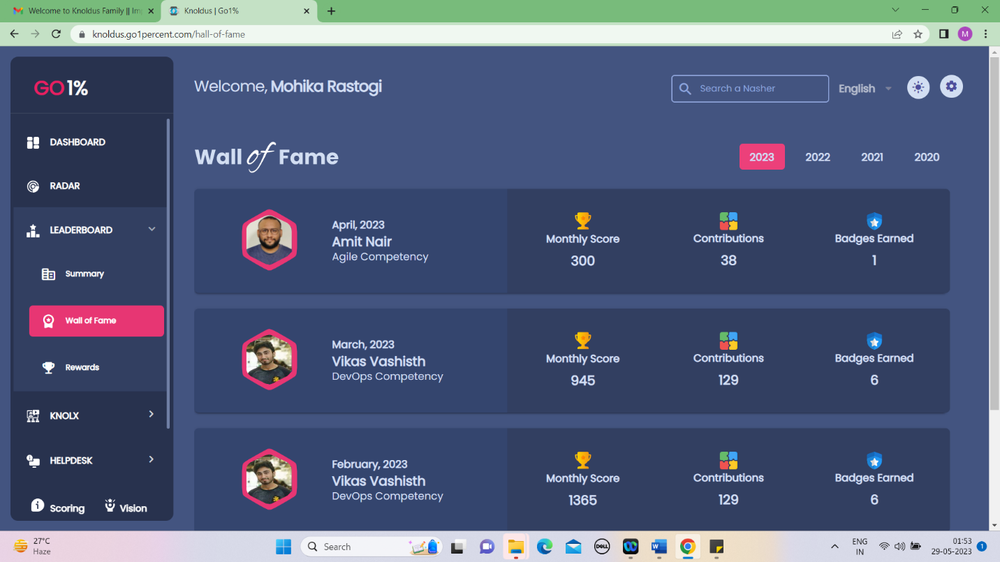 Welcome to Knoldus Family || Im
Knoldus | Go1%
knoldus.go1percent.com/hall-of-fame
M
GO1%
Welcome, Mohika Rastogi
Search a Nasher
English
DASHBOARD
RADAR
LEADERBOARD
Summary
Wall of Fame
Rewards
KNOLX
HELPDESK
Scoring
Vision
Wall of Fame
2023 2022 2021 2020
April, 2023
Amit Nair
Agile Competency
Monthly Score
300
Contributions
38
Badges Earned
1
March, 2023
Vikas Vashisth
DevOps Competency
Monthly Score
945
Contributions
129
Badges Earned
6
February, 2023
Vikas Vashisth
DevOps Competency
Monthly Score
1365
Contributions
129
Badges Earned
6
27°C
Haze
Search
DELL
W
ENG
IN
01:53
29-05-2023
1